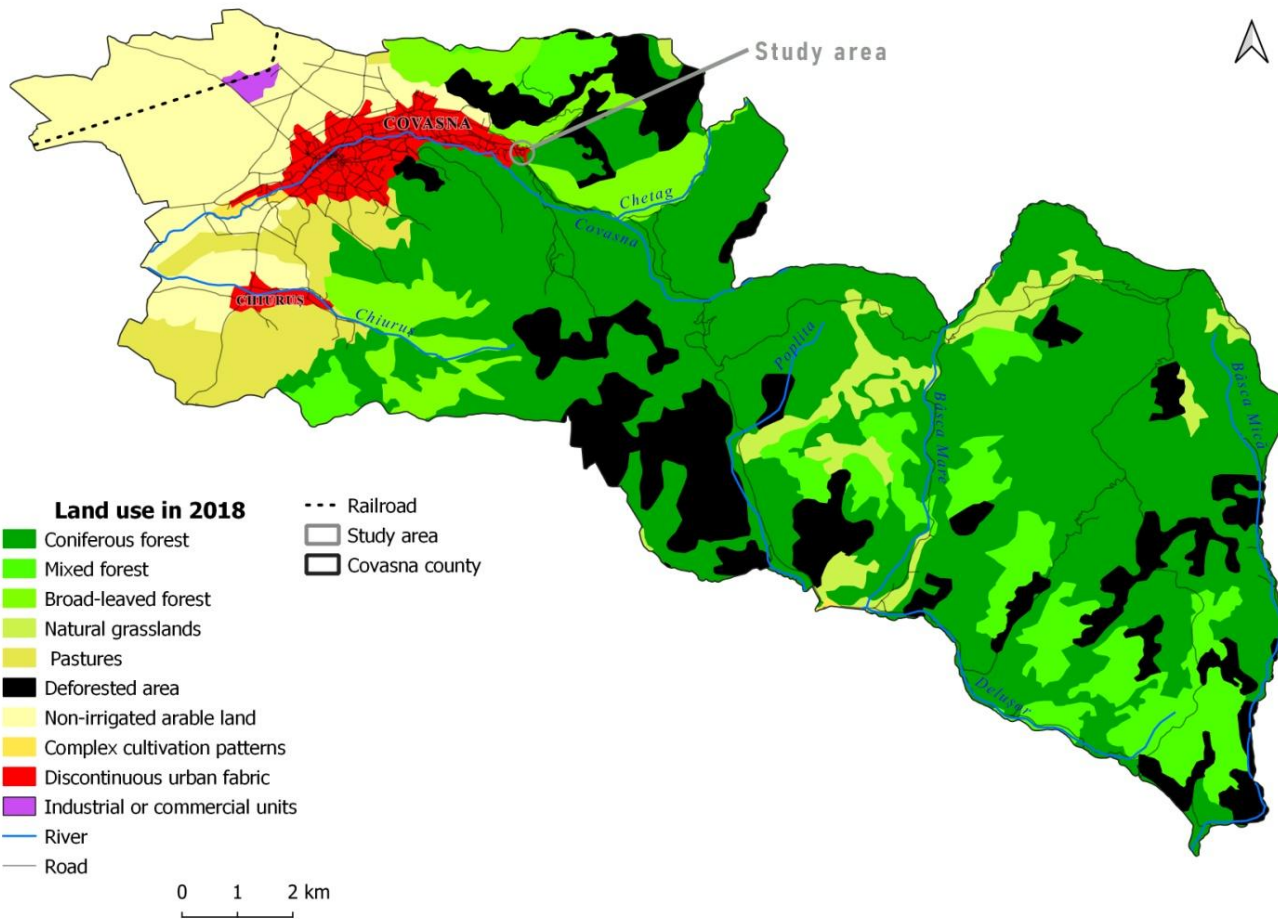 Study area
COVASNA
Chetag
Covasna
CHIURUȘ
Chiuruș
Poplița
Bâsca Mare
Bâsca Mică
Delușor
Land use in 2018
Coniferous forest
Mixed forest
Broad-leaved forest
Natural grasslands
Pastures
Deforested area
Non-irrigated arable land
Complex cultivation patterns
Discontinuous urban fabric
Industrial or commercial units
River
Road
Railroad
Study area
Covasna county
0 1 2 km